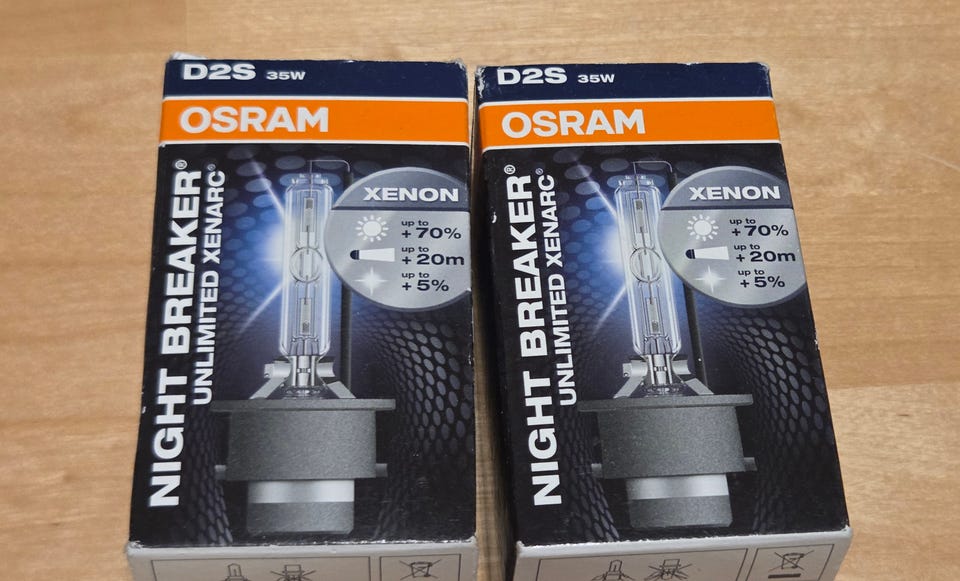 D2S 35W
OSRAM
NIGHT BREAKER®
UNLIMITED XENARC®
XENON
up to
+70%
up to
+20m
up to
+5%
D2S 35W
OSRAM
NIGHT BREAKER®
UNLIMITED XENARC®
XENON
up to
+70%
up to
+20m
up to
+5%